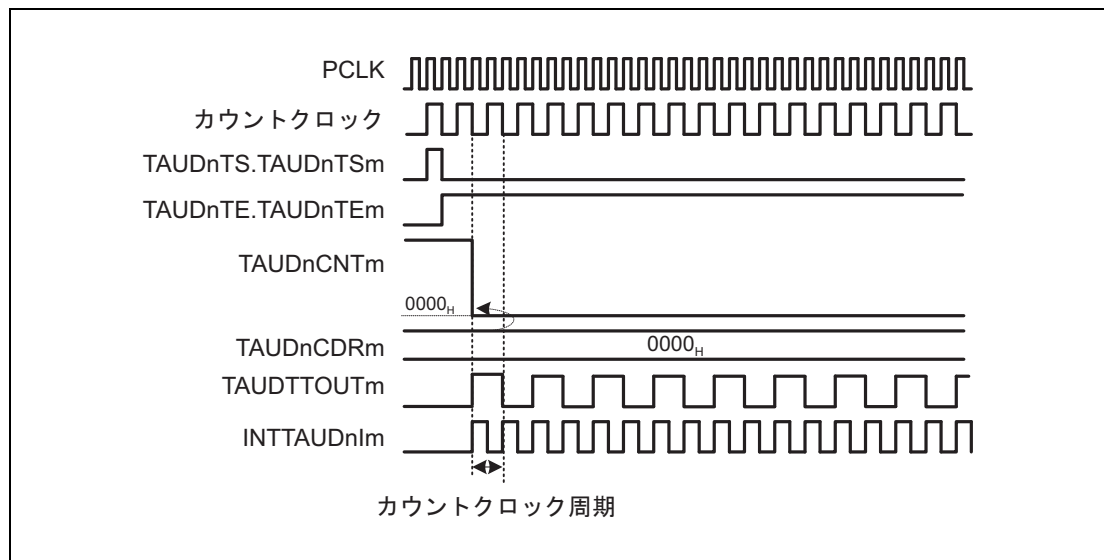 PCLK
カウントクロック
TAUDnTS.TAUDnTSm
TAUDnTE.TAUDnTEm
TAUDnCNTm
0000H
TAUDnCDRm
0000H
TAUDTTOUTm
INTTAUDnIm
カウントクロック周期